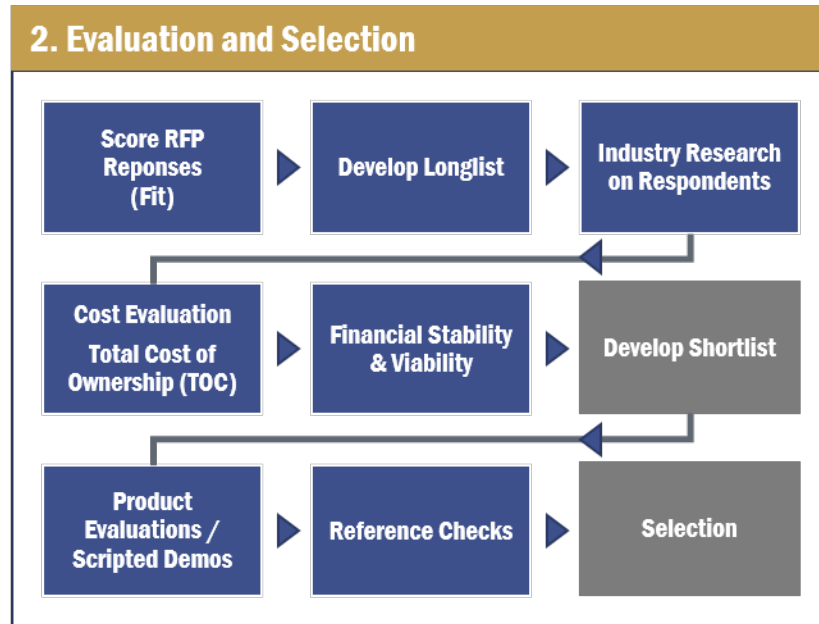 2. Evaluation and Selection
Score RFP
Reponses
(Fit)
Develop Longlist
Industry Research
on Respondents
Cost Evaluation
Total Cost of
Ownership (TOC)
Financial Stability
& Viability
Develop Shortlist
Product
Evaluations /
Scripted Demos
Reference Checks
Selection